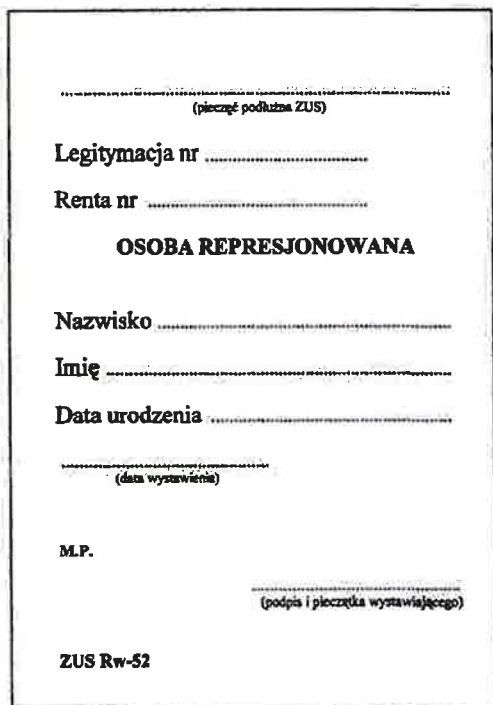 (pieczęć podłużna ZUS)
Legitymacja nr
Renta nr
OSOBA REPRESJONOWANA
Nazwisko
Imię
Data urodzenia
(data wystawienia)
M.P.
(podpis i pieczątka wystawiającego)
ZUS Rw-52